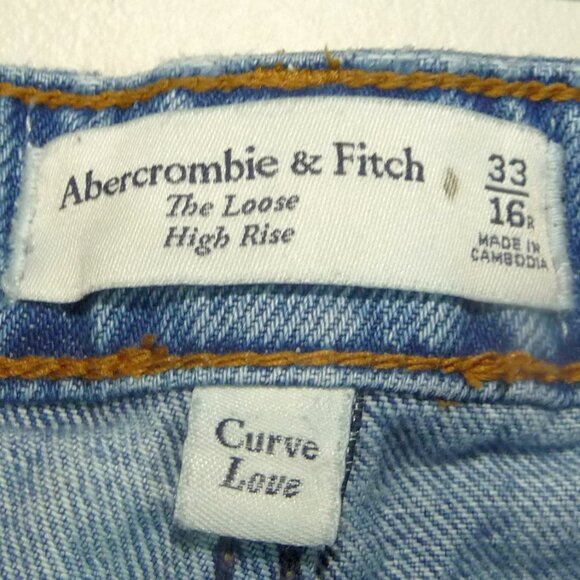 Abercrombie & Fitch
The Loose
High Rise
33
16R
MADE IN
CAMBODIA
Curve
Love